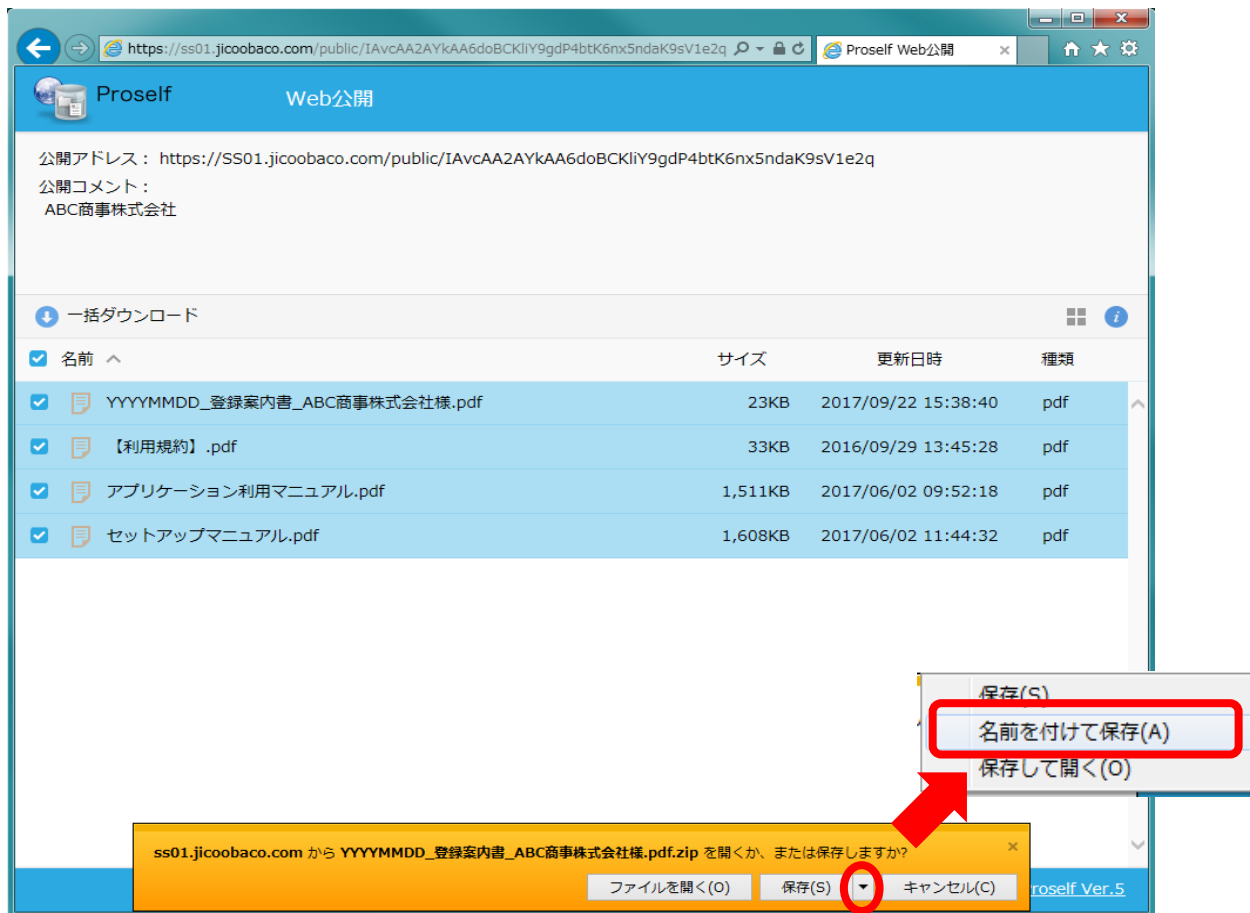 https://ss01.jicoobaco.com/public/IAvcAA2AYkAA6doBCKliY9gdP4btK6nx5ndaK9sV1e2q
Proself Web公開
Proself
Web公開
公開アドレス： https://SS01.jicoobaco.com/public/IAvcAA2AYkAA6doBCKliY9gdP4btK6nx5ndaK9sV1e2q
公開コメント：
ABC商事株式会社
一括ダウンロード
名前 サイズ 更新日時 種類
YYYYMMDD_登録案内書_ABC商事株式会社様.pdf 23KB 2017/09/22 15:38:40 pdf
【利用規約】.pdf 33KB 2016/09/29 13:45:28 pdf
アプリケーション利用マニュアル.pdf 1,511KB 2017/06/02 09:52:18 pdf
セットアップマニュアル.pdf 1,608KB 2017/06/02 11:44:32 pdf
保存(S)
名前を付けて保存(A)
保存して開く(O)
ss01.jicoobaco.com から YYYYMMDD_登録案内書_ABC商事株式会社様.pdf.zip を開くか、または保存しますか?
ファイルを開く(O) 保存(S) キャンセル(C)
roself Ver.5